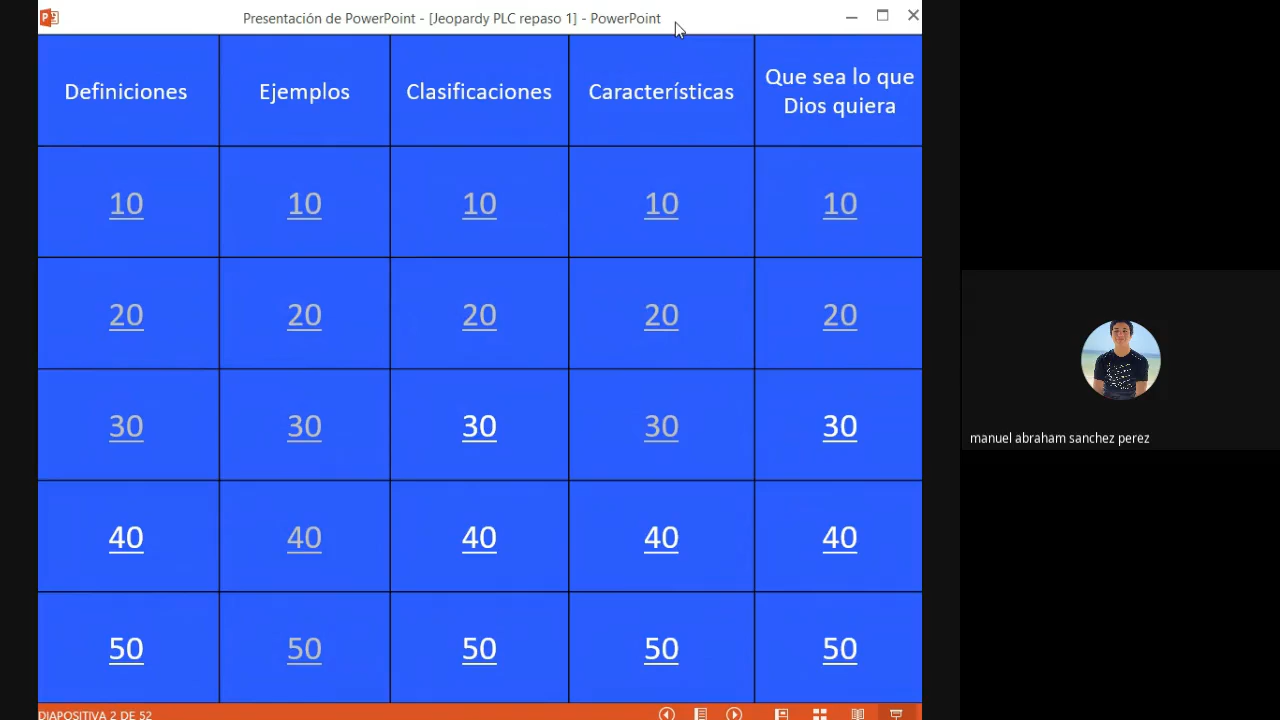 Presentación de PowerPoint - [Jeopardy PLC repaso 1] - PowerPoint
Definiciones Ejemplos Clasificaciones Características Que sea lo que
Dios quiera
10 10 10 10 10
20 20 20 20 20
30 30 30 30 30
40 40 40 40 40
50 50 50 50 50
manuel abraham sanchez perez
DIAPOSITIVA 2 DE 52